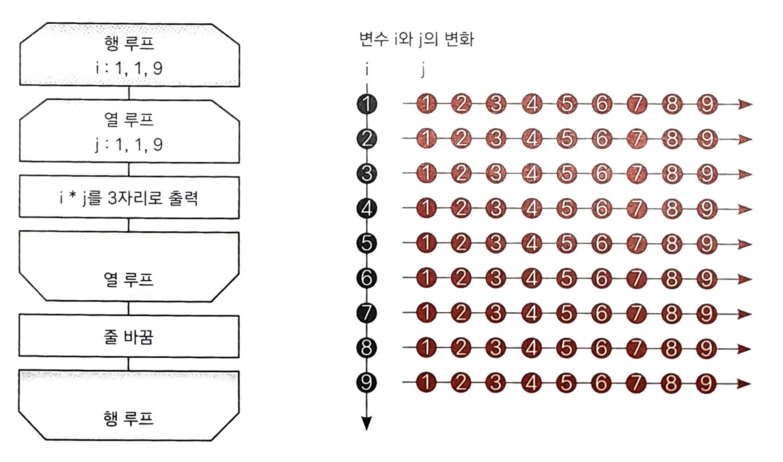 행 루프
i : 1, 1, 9
열 루프
j : 1, 1, 9
i * j를 3자리로 출력
열 루프
줄 바꿈
행 루프
변수 i와 j의 변화
i j
1 1 2 3 4 5 6 7 8 9
2 1 2 3 4 5 6 7 8 9
3 1 2 3 4 5 6 7 8 9
4 1 2 3 4 5 6 7 8 9
5 1 2 3 4 5 6 7 8 9
6 1 2 3 4 5 6 7 8 9
7 1 2 3 4 5 6 7 8 9
8 1 2 3 4 5 6 7 8 9
9 1 2 3 4 5 6 7 8 9